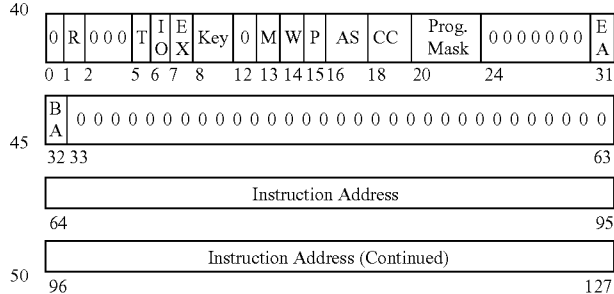 40
0 R 0 0 0 T IO EX Key 0 M W P AS CC Prog. Mask 0 0 0 0 0 0 0 EA
0 1 2 5 6 7 8 12 13 14 15 16 18 20 24 31
BA 0 0 0 0 0 0 0 0 0 0 0 0 0 0 0 0 0 0 0 0 0 0 0 0 0 0 0 0 0 0 0
45
32 33 63
Instruction Address
64 95
Instruction Address (Continued)
50
96 127